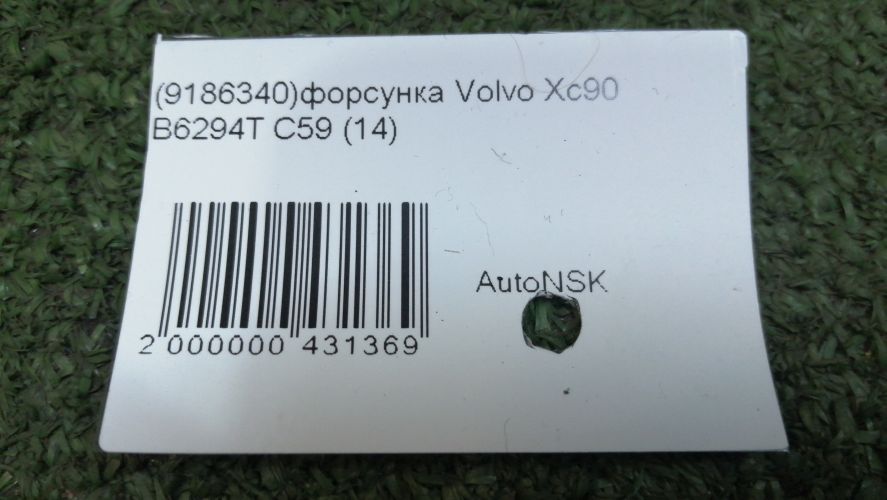 (9186340)форсунка Volvo Xc90
B6294T C59 (14)
AutoNSK
2 000000 431369